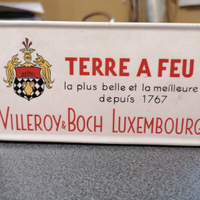 TERRE A FEU
la plus belle et la meilleure
depuis 1767
VILLEROY & BOCH LUXEMBOURG